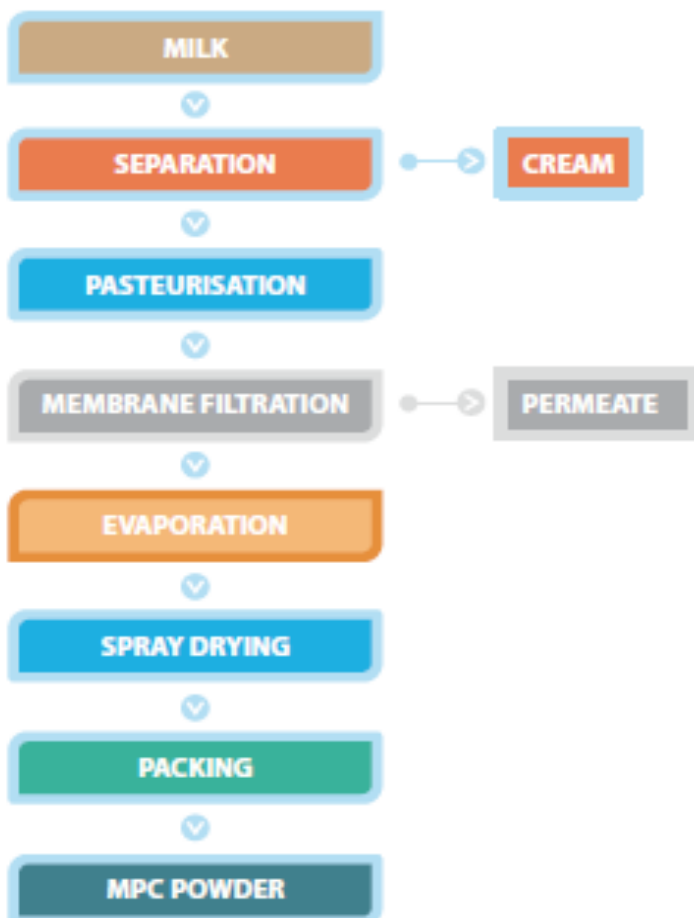 MILK
SEPARATION
CREAM
PASTEURISATION
MEMBRANE FILTRATION
PERMEATE
EVAPORATION
SPRAY DRYING
PACKING
MPC POWDER